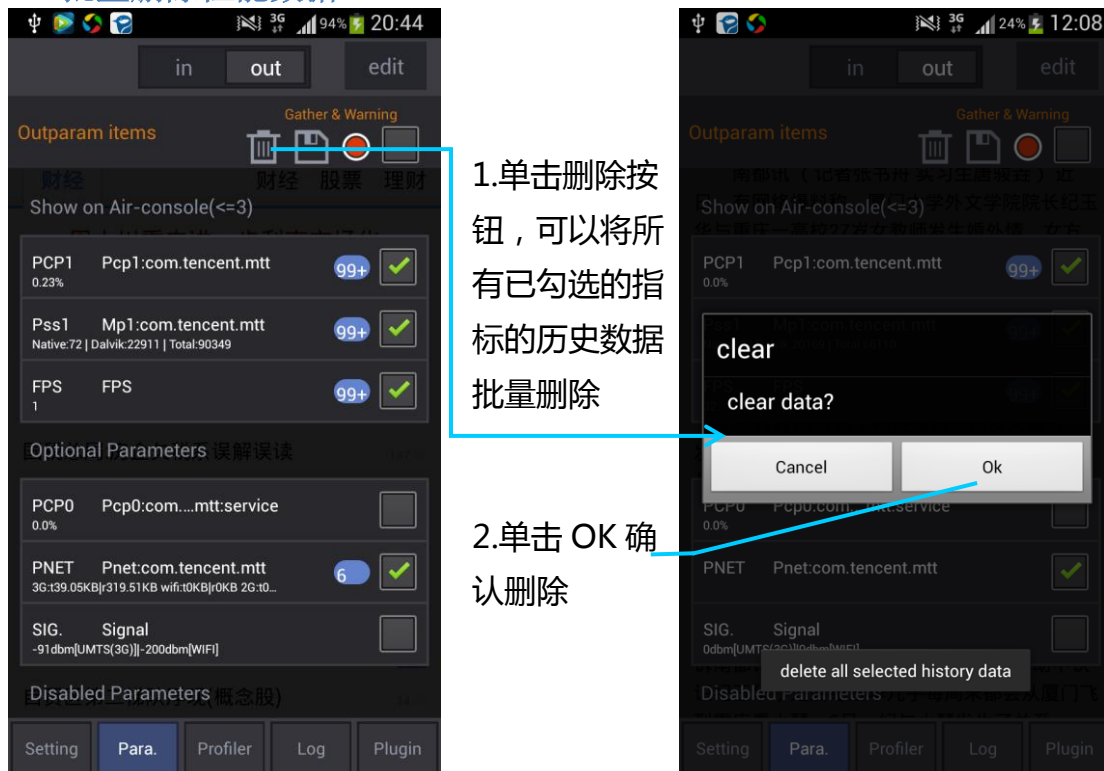 94% 20:44
in out edit
Gather & Warning
Outparam items
财经 财经 股票 理财
Show on Air-console(<=3)
PCP1 Pcp1:com.tencent.mtt 99+
0.23%
Pss1 Mp1:com.tencent.mtt 99+
Native:72 | Dalvik:22911 | Total:90349
FPS FPS 99+
1
Optional Parameters
PCP0 Pcp0:com....mtt:service
0.0%
PNET Pnet:com.tencent.mtt 6
3G:t39.05KB|r319.51KB wifi:t0KB|r0KB 2G:t0...
SIG. Signal
-91dbm[UMTS(3G)]|-200dbm[WIFI]
Disabled Parameters
Setting Para. Profiler Log Plugin
1.单击删除按
钮，可以将所
有已勾选的指
标的历史数据
批量删除
2.单击 OK 确
认删除
3G 24% 12:08
in out edit
Gather & Warning
Outparam items
Show on Air-console(<=3)
PCP1 Pcp1:com.tencent.mtt 99+
0.0%
clear
clear data?
Cancel Ok
0.0%
PNET Pnet:com.tencent.mtt
SIG. Signal
delete all selected history data
Disabled Parameters
Setting Para. Profiler Log Plugin